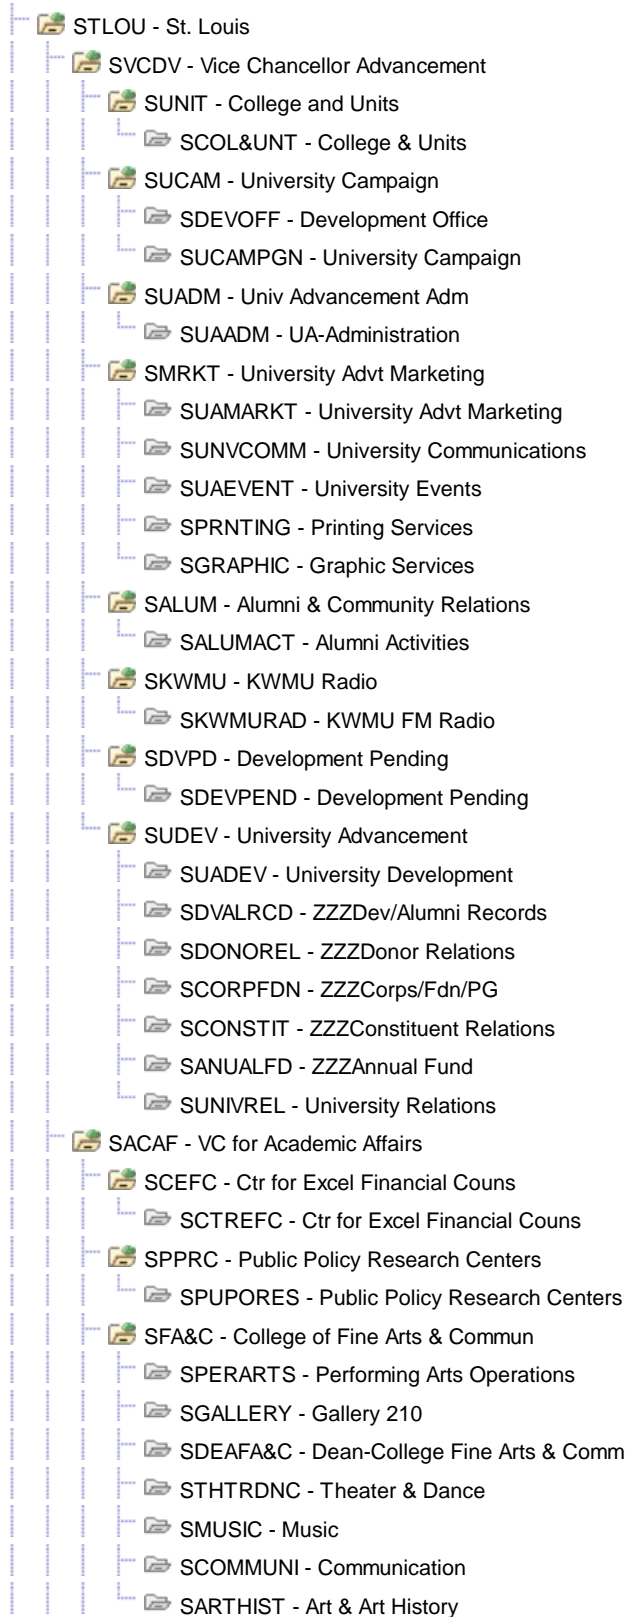 STLOU - St. Louis
SVCDV - Vice Chancellor Advancement
SUNIT - College and Units
SCOL&UNT - College & Units
SUCAM - University Campaign
SDEVOFF - Development Office
SUCAMPGN - University Campaign
SUADM - Univ Advancement Adm
SUAADM - UA-Administration
SMRKT - University Advt Marketing
SUAMARKT - University Advt Marketing
SUNVCOMM - University Communications
SUAEVENT - University Events
SPRNTING - Printing Services
SGRAPHIC - Graphic Services
SALUM - Alumni & Community Relations
SALUMACT - Alumni Activities
SKWMU - KWMU Radio
SKWMURAD - KWMU FM Radio
SDVPD - Development Pending
SDEVPEND - Development Pending
SUDEV - University Advancement
SUADEV - University Development
SDVALRCD - ZZZDev/Alumni Records
SDONOREL - ZZZDonor Relations
SCORPFDN - ZZZCorps/Fdn/PG
SCONSTIT - ZZZConstituent Relations
SANUALFD - ZZZAnnual Fund
SUNIVREL - University Relations
SACAF - VC for Academic Affairs
SCEFC - Ctr for Excel Financial Couns
SCTREFC - Ctr for Excel Financial Couns
SPPRC - Public Policy Research Centers
SPUPORES - Public Policy Research Centers
SFA&C - College of Fine Arts & Commun
SPERARTS - Performing Arts Operations
SGALLERY - Gallery 210
SDEAFA&C - Dean-College Fine Arts & Comm
STHTRDNC - Theater & Dance
SMUSIC - Music
SCOMMUNI - Communication
SARTHIST - Art & Art History